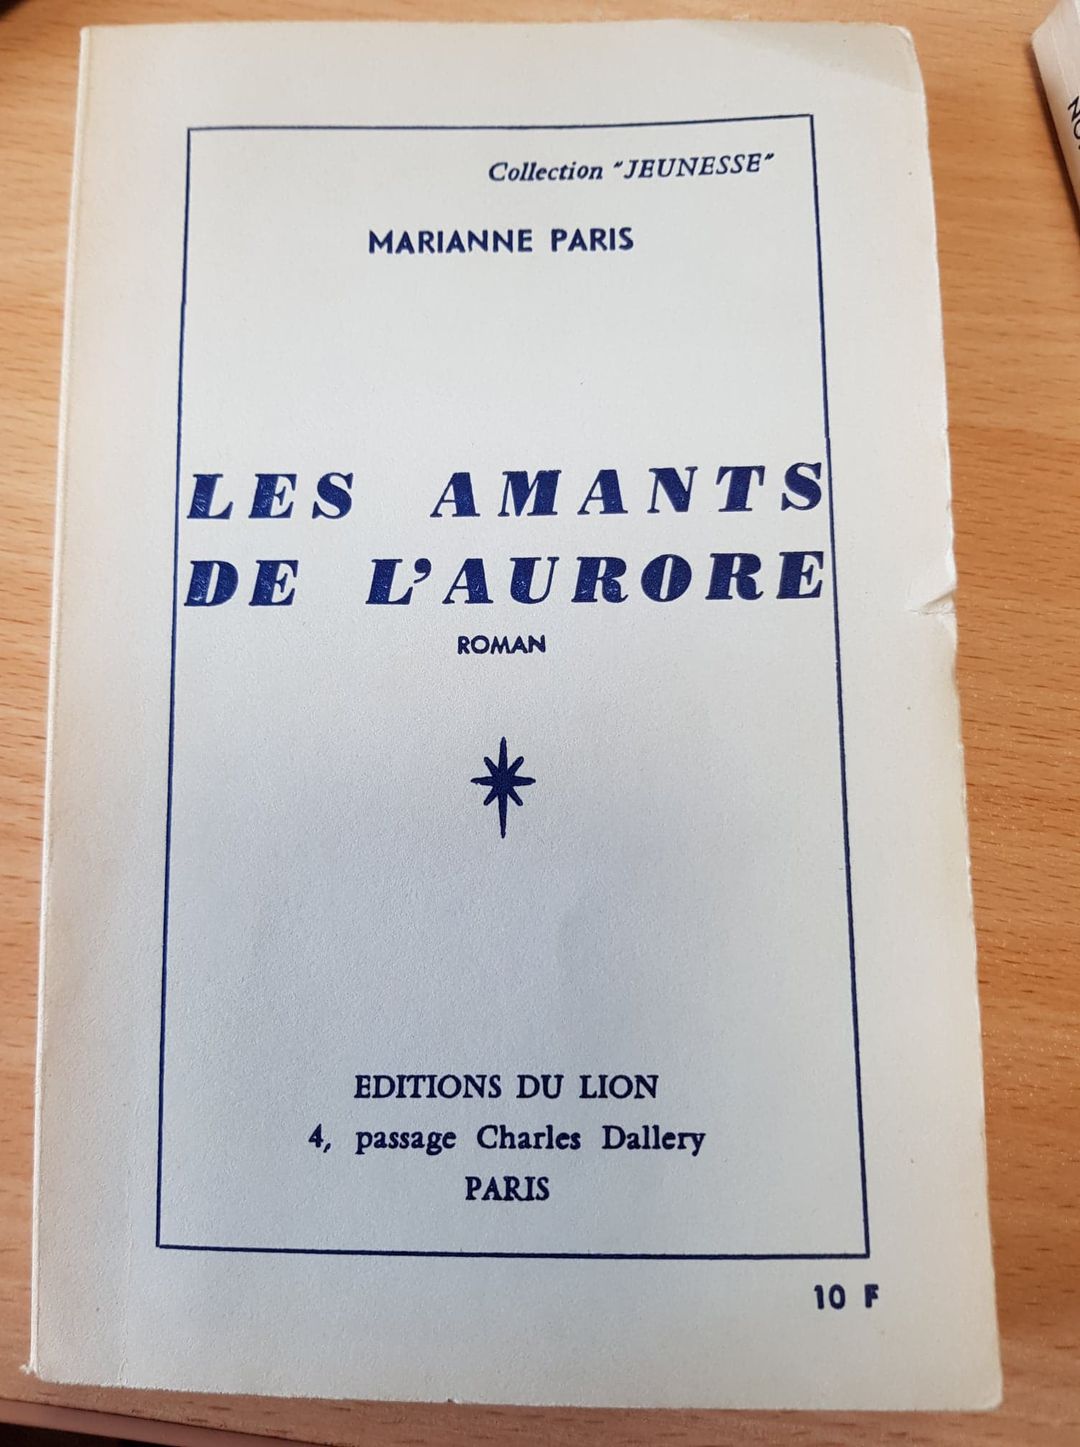 Collection "JEUNESSE"
MARIANNE PARIS
LES AMANTS
DE L'AURORE
ROMAN
EDITIONS DU LION
4, passage Charles Dallery
PARIS
10 F